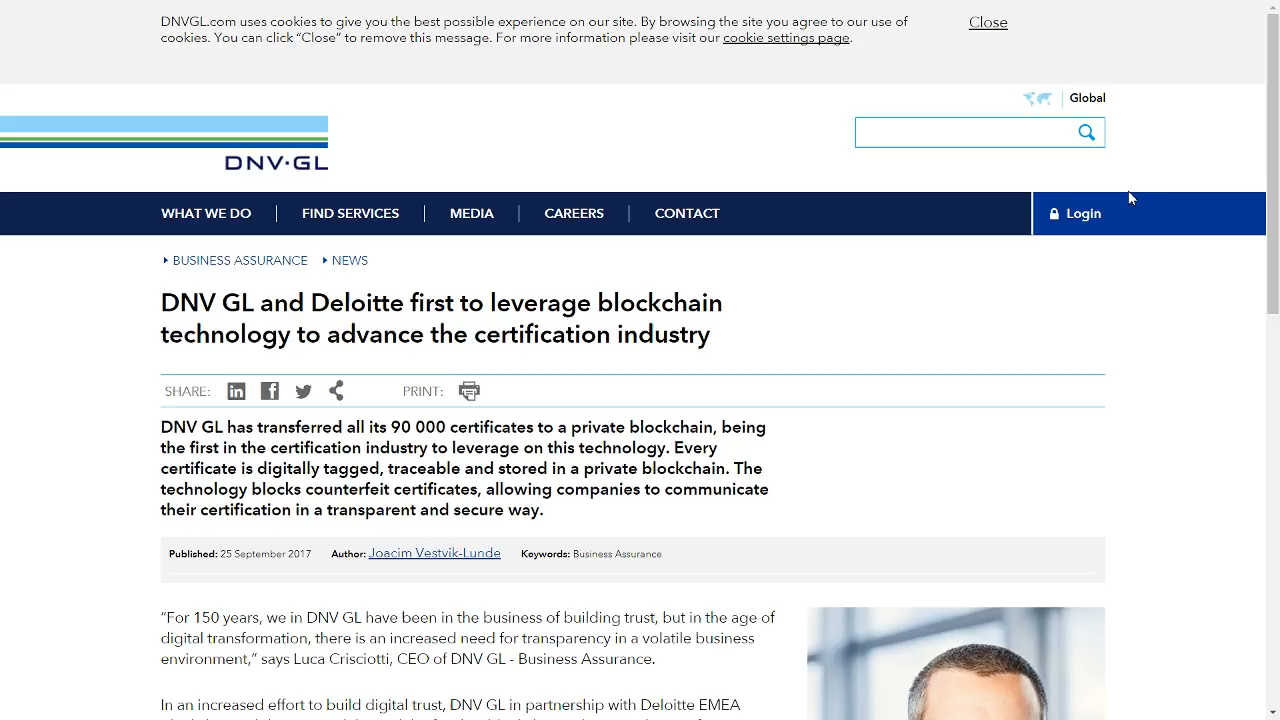 DNVGL.com uses cookies to give you the best possible experience on our site. By browsing the site you agree to our use of
cookies. You can click “Close” to remove this message. For more information please visit our cookie settings page.
Close
Global
DNV·GL
WHAT WE DO
FIND SERVICES
MEDIA
CAREERS
CONTACT
Login
BUSINESS ASSURANCE
NEWS
DNV GL and Deloitte first to leverage blockchain
technology to advance the certification industry
SHARE:
PRINT:
DNV GL has transferred all its 90 000 certificates to a private blockchain, being
the first in the certification industry to leverage on this technology. Every
certificate is digitally tagged, traceable and stored in a private blockchain. The
technology blocks counterfeit certificates, allowing companies to communicate
their certification in a transparent and secure way.
Published: 25 September 2017 Author: Joacim Vestvik-Lunde Keywords: Business Assurance
“For 150 years, we in DNV GL have been in the business of building trust, but in the age of
digital transformation, there is an increased need for transparency in a volatile business
environment,” says Luca Crisciotti, CEO of DNV GL - Business Assurance.
In an increased effort to build digital trust, DNV GL in partnership with Deloitte EMEA